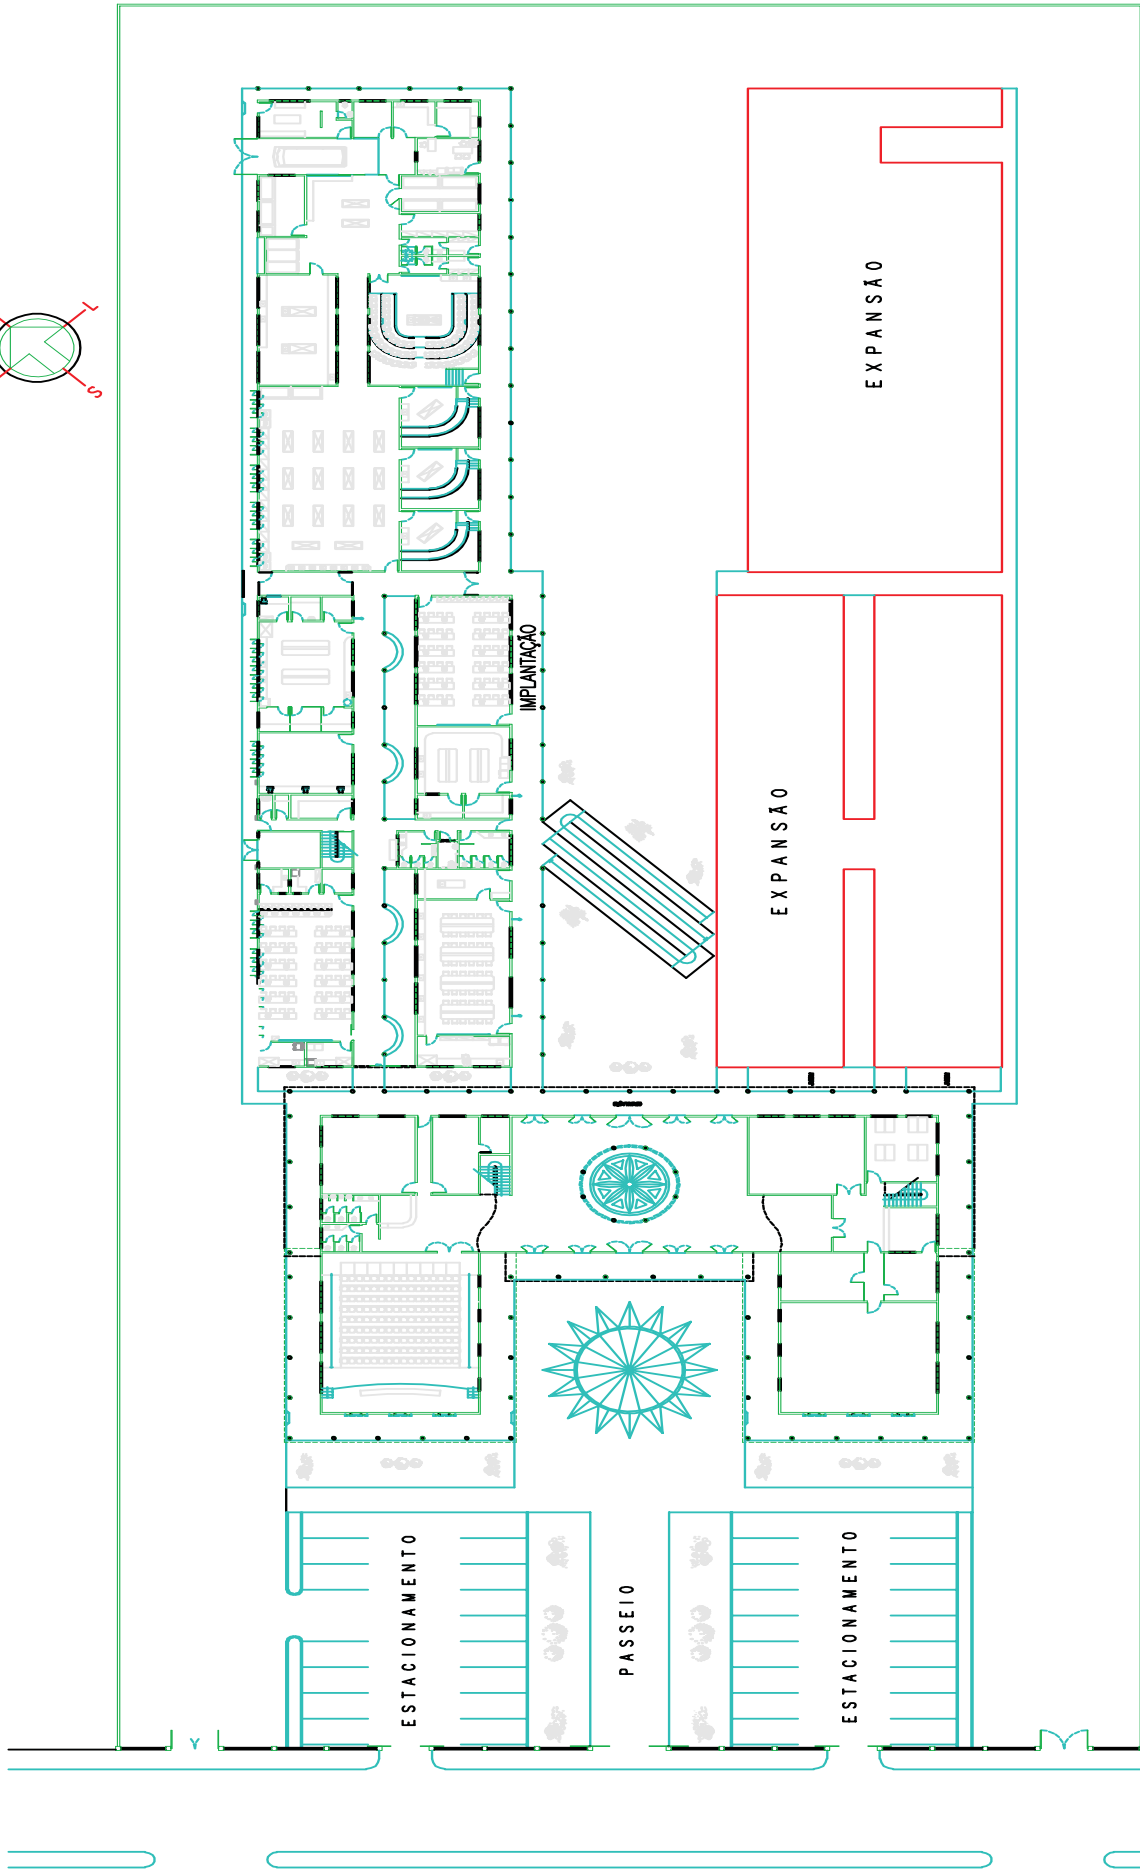 L
S
EXPANSÃO
IMPLANTAÇÃO
EXPANSÃO
ESTACIONAMENTO
PASSEIO
ESTACIONAMENTO